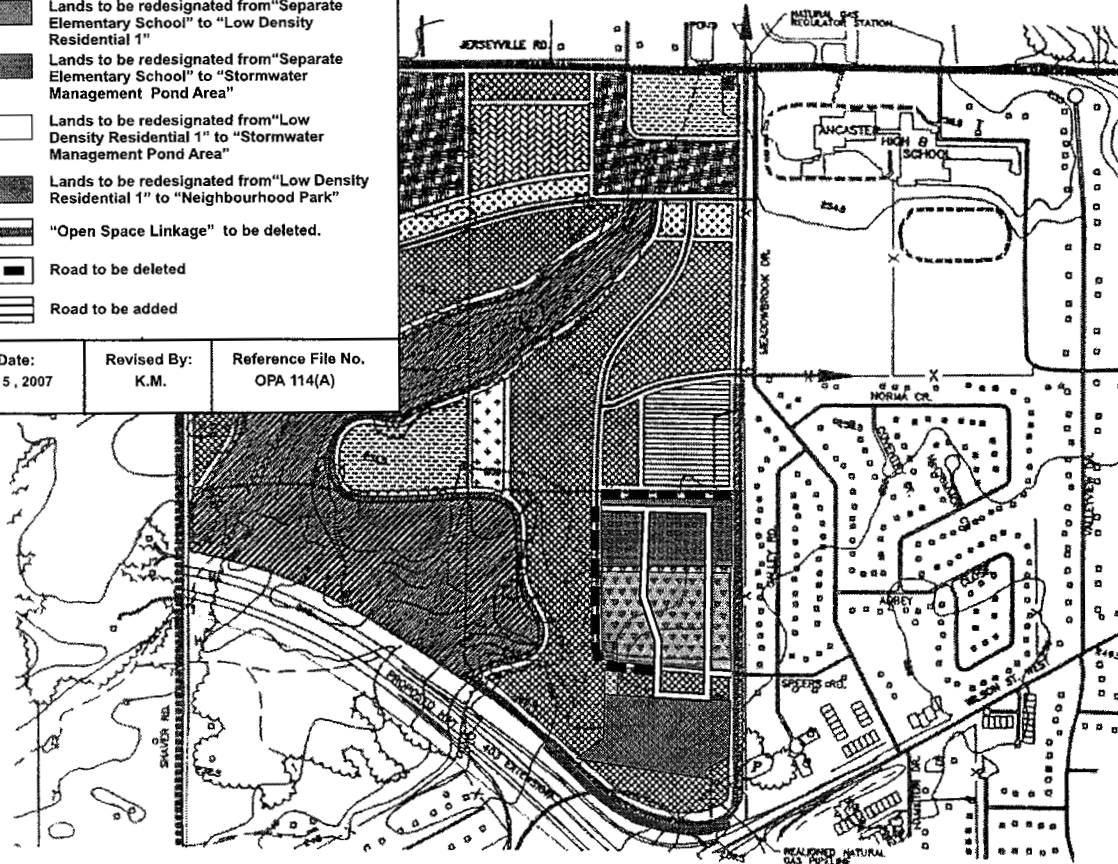 Lands to be redesignated from"Separate
Elementary School" to "Low Density
Residential 1"
Lands to be redesignated from"Separate
Elementary School" to "Stormwater
Management Pond Area"
Lands to be redesignated from"Low
Density Residential 1" to "Stormwater
Management Pond Area"
Lands to be redesignated from"Low Density
Residential 1" to "Neighbourhood Park"
"Open Space Linkage" to be deleted.
Road to be deleted
Road to be added
Date:
5, 2007
Revised By:
K.M.
Reference File No.
OPA 114(A)
JERSEYVILLE RD.
POND
NATURAL GAS
REGULATOR STATION
ANCASTER
HIGH
SCHOOL
MEADOWBROOK DR.
NORMA CR.
ABBEY
CLOSE
WILSON ST. WEST
SHAVER RD.
HAMILTON DR.
P
REALIGNED NATURAL
GAS PIPELINE